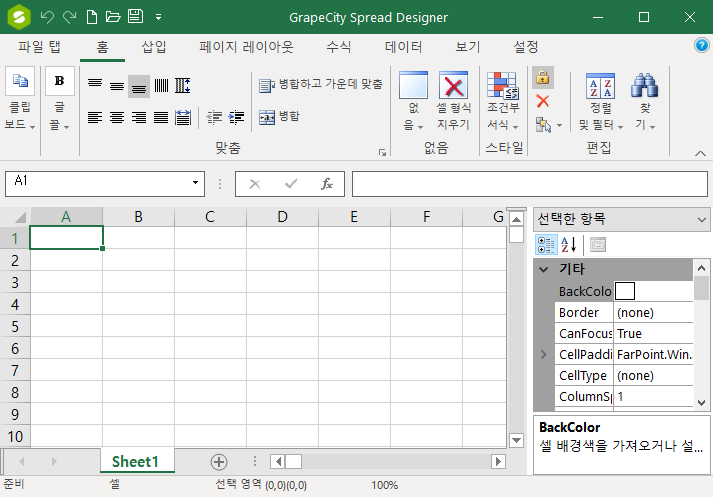 GrapeCity Spread Designer
파일 탭 홈 삽입 페이지 레이아웃 수식 데이터 보기 설정
클립
보드
글
꼴
병합하고 가운데 맞춤
병합
맞춤
없
음
셀 형식
지우기
없음
조건부
서식
스타일
정렬
및 필터
찾
기
편집
A1
선택한 항목
A B C D E F G
1
2
3
4
5
6
7
8
9
10
기타
BackColo
Border (none)
CanFocus True
CellPaddi FarPoint.Win.
CellType (none)
ColumnSp 1
BackColor
셀 배경색을 가져오거나 설...
Sheet1
준비 셀 선택 영역 (0,0)(0,0) 100%